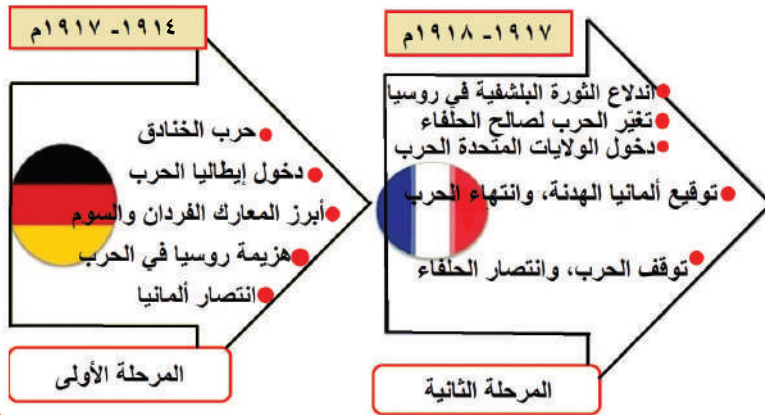 ١٩١٤- ١٩١٧م
حرب الخنادق
دخول إيطاليا الحرب
أبرز المعارك الفردان والسوم
هزيمة روسيا في الحرب
انتصار ألمانيا
المرحلة الأولى
١٩١٧- ١٩١٨م
اندلاع الثورة البلشفية في روسيا
تغيّر الحرب لصالح الحلفاء
دخول الولايات المتحدة الحرب
توقيع ألمانيا الهدنة، وانتهاء الحرب
توقف الحرب، وانتصار الحلفاء
المرحلة الثانية